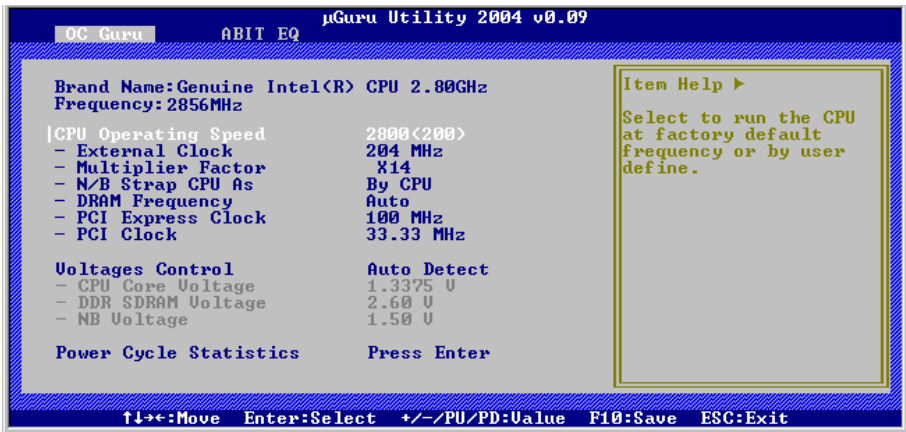 µGuru Utility 2004 v0.09
OC Guru ABIT EQ
Brand Name:Genuine Intel(R) CPU 2.80GHz
Frequency:2856MHz
CPU Operating Speed 2800(200)
- External Clock 204 MHz
- Multiplier Factor X14
- N/B Strap CPU As By CPU
- DRAM Frequency Auto
- PCI Express Clock 100 MHz
- PCI Clock 33.33 MHz
Voltages Control Auto Detect
- CPU Core Voltage 1.3375 V
- DDR SDRAM Voltage 2.60 V
- NB Voltage 1.50 V
Power Cycle Statistics Press Enter
Item Help ►
Select to run the CPU
at factory default
frequency or by user
define.
↑↓→←:Move Enter:Select +/-/PU/PD:Value F10:Save ESC:Exit